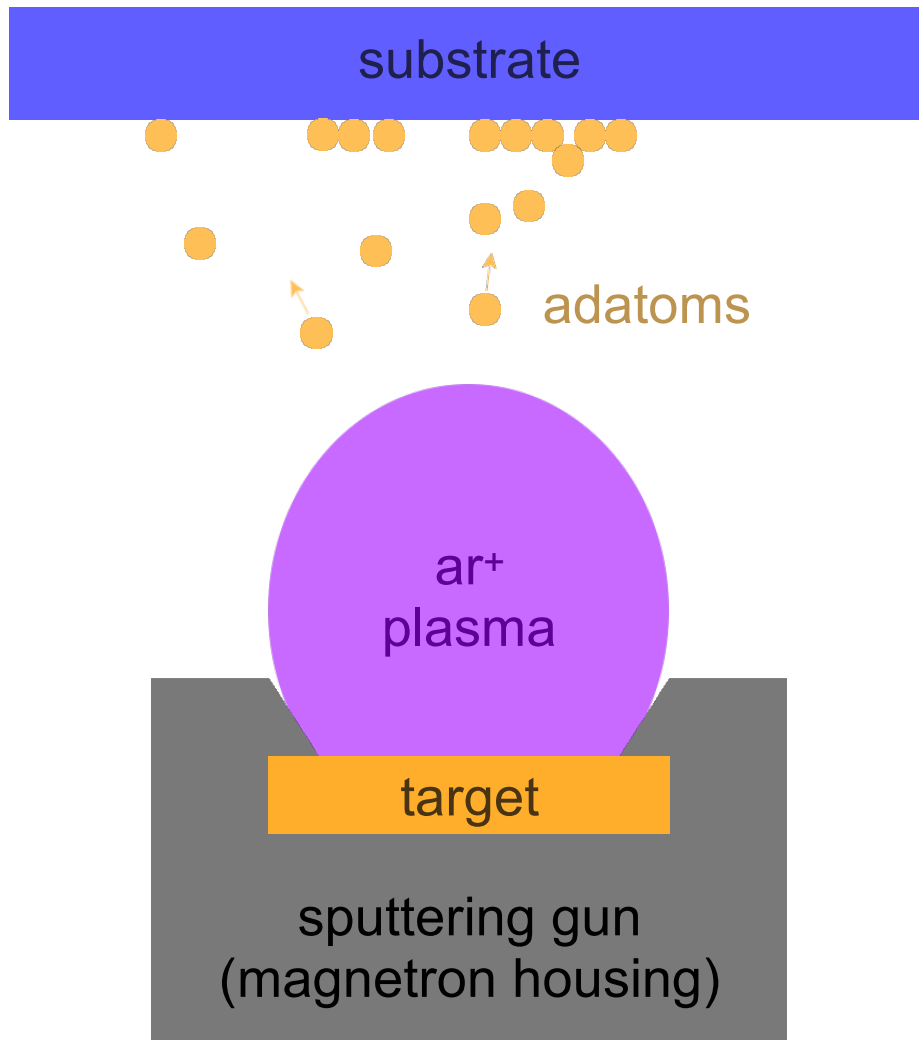 substrate
adatoms
ar⁺
plasma
target
sputtering gun
(magnetron housing)